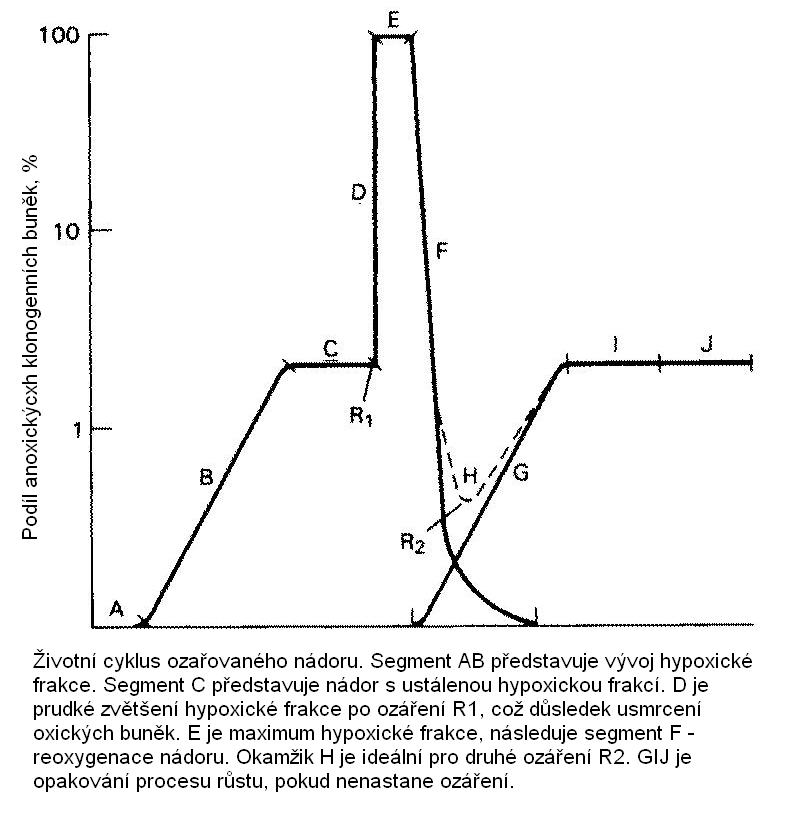 E
100
D
10
F
I
J
C
R1
1
H
B
G
R2
A
Podíl anoxickýcxh klonogenních buněk, %
Životní cyklus ozařovaného nádoru. Segment AB představuje vývoj hypoxické
frakce. Segment C představuje nádor s ustálenou hypoxickou frakcí. D je
prudké zvětšení hypoxické frakce po ozáření R1, což důsledek usmrcení
oxických buněk. E je maximum hypoxické frakce, následuje segment F -
reoxygenace nádoru. Okamžik H je ideální pro druhé ozáření R2. GIJ je
opakování procesu růstu, pokud nenastane ozáření.